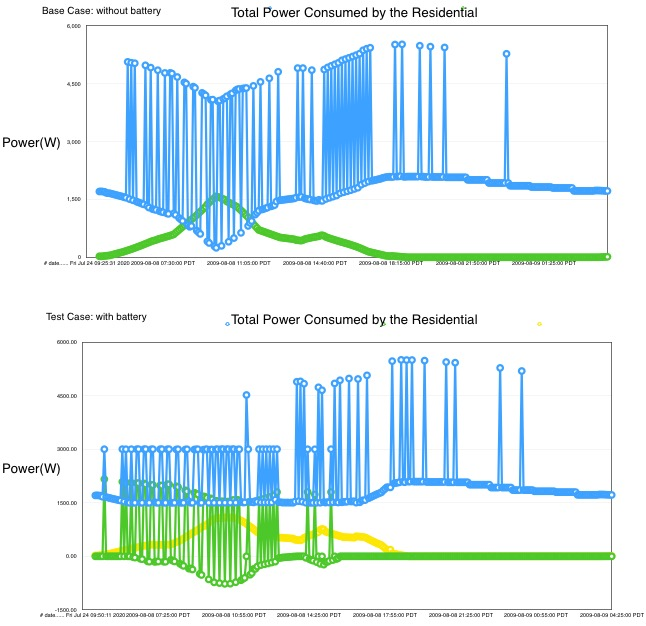 Base Case: without battery
Total Power Consumed by the Residential
6,000
4,500
Power(W)
3,000
1,500
0
# date...... Fri Jul 24 09:25:31 2020 2009-08-08 07:30:00 PDT 2009-08-08 11:05:00 PDT 2009-08-08 14:40:00 PDT 2009-08-08 18:15:00 PDT 2009-08-08 21:50:00 PDT 2009-08-09 01:25:00 PDT
Test Case: with battery
Total Power Consumed by the Residential
6000.00
4500.00
Power(W)
3000.00
1500.00
0.00
-1500.00
# date...... Fri Jul 24 09:50:11 2020 2009-08-08 07:25:00 PDT 2009-08-08 10:55:00 PDT 2009-08-08 14:25:00 PDT 2009-08-08 17:55:00 PDT 2009-08-08 21:25:00 PDT 2009-08-09 00:55:00 PDT 2009-08-09 04:25:00 PDT